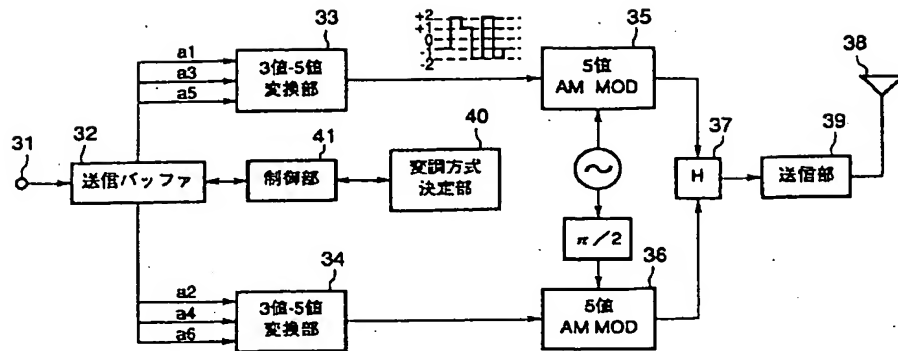 33
+2
+1
0
-1
-2
35
38
a1
a3
a5
3値-5値
変換部
5値
AM MOD
31
32
41
40
37
39
送信バッファ
制御部
変調方式
決定部
H
送信部
π/2
34
36
a2
a4
a6
3値-5値
変換部
5値
AM MOD